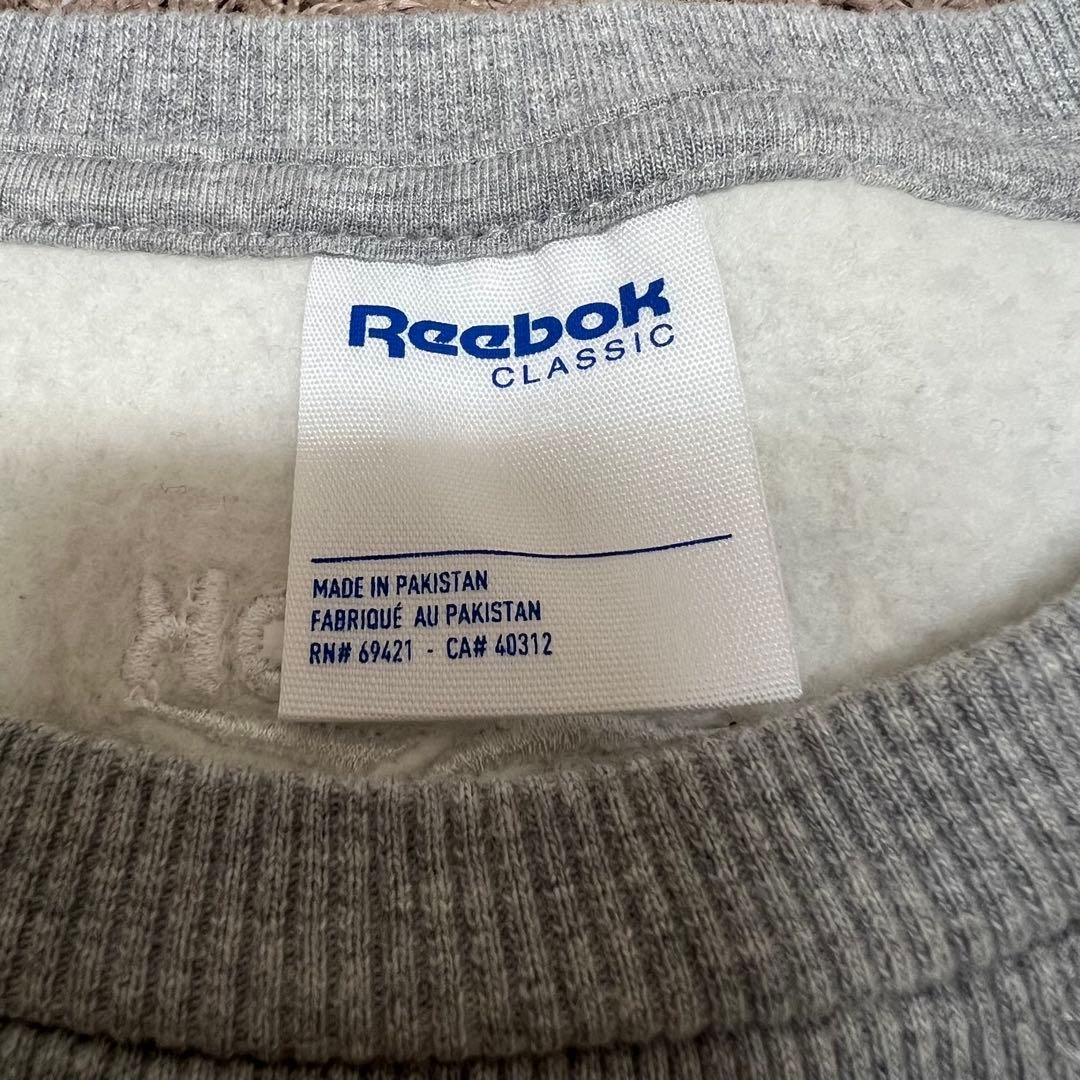 Reebok
CLASSIC
MADE IN PAKISTAN
FABRIQUÉ AU PAKISTAN
RN# 69421 - CA# 40312